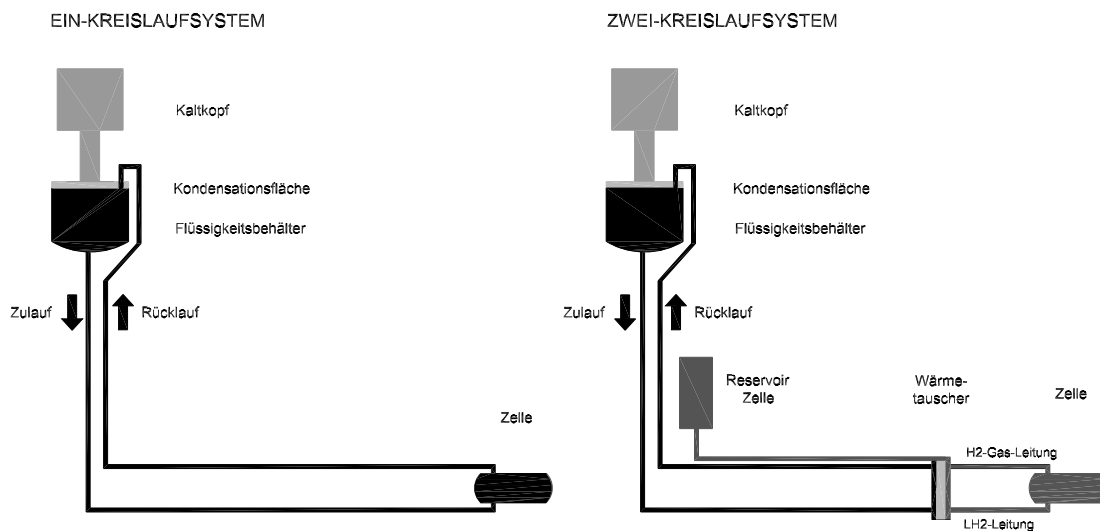 EIN-KREISLAUFSYSTEM
Kaltkopf
Kondensationsfläche
Flüssigkeitsbehälter
Zulauf
Rücklauf
Zelle
ZWEI-KREISLAUFSYSTEM
Kaltkopf
Kondensationsfläche
Flüssigkeitsbehälter
Zulauf
Rücklauf
Reservoir
Zelle
Wärme-
tauscher
Zelle
H2-Gas-Leitung
LH2-Leitung